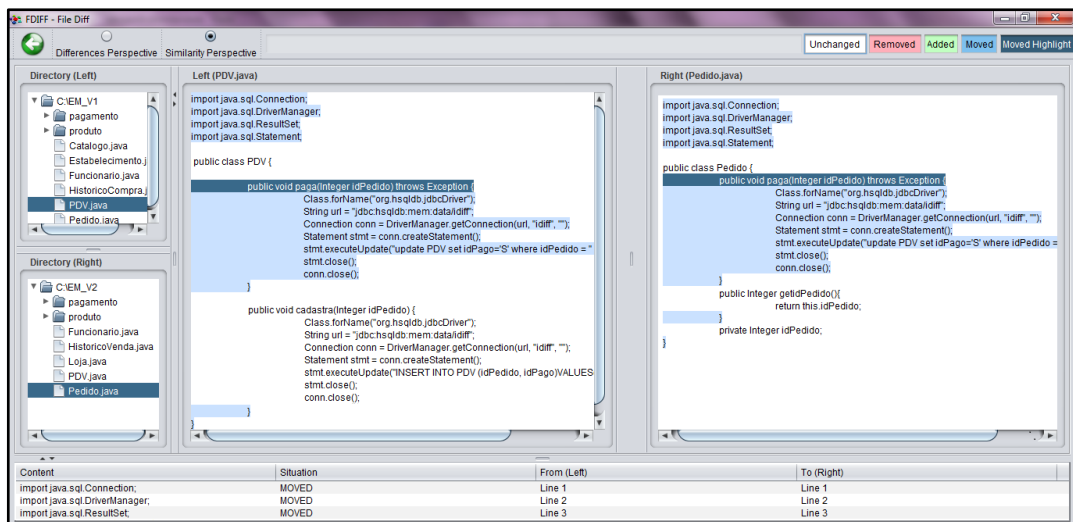 FDIFF - File Diff
Differences Perspective Similarity Perspective
Unchanged Removed Added Moved Moved Highlight
Directory (Left)
C:\EM_V1
pagamento
produto
Catalogo.java
Estabelecimento.j
Funcionario.java
HistoricoCompra.j
PDV.java
Pedido.java
Directory (Right)
C:\EM_V2
pagamento
produto
Funcionario.java
HistoricoVenda.java
Loja.java
PDV.java
Pedido.java
Left (PDV.java)
import java.sql.Connection;
import java.sql.DriverManager;
import java.sql.ResultSet;
import java.sql.Statement;
public class PDV {
public void paga(Integer idPedido) throws Exception {
Class.forName("org.hsqldb.jdbcDriver");
String url = "jdbc:hsqldb:mem:data/idiff";
Connection conn = DriverManager.getConnection(url, "idiff", "");
Statement stmt = conn.createStatement();
stmt.executeUpdate("update PDV set idPago='S' where idPedido = "
stmt.close();
conn.close();
}
public void cadastra(Integer idPedido) {
Class.forName("org.hsqldb.jdbcDriver");
String url = "jdbc:hsqldb:mem:data/idiff";
Connection conn = DriverManager.getConnection(url, "idiff", "");
Statement stmt = conn.createStatement();
stmt.executeUpdate("INSERT INTO PDV (idPedido, idPago)VALUES
stmt.close();
conn.close();
}
}
Right (Pedido.java)
import java.sql.Connection;
import java.sql.DriverManager;
import java.sql.ResultSet;
import java.sql.Statement;
public class Pedido {
public void paga(Integer idPedido) throws Exception {
Class.forName("org.hsqldb.jdbcDriver");
String url = "jdbc:hsqldb:mem:data/idiff";
Connection conn = DriverManager.getConnection(url, "idiff", "");
Statement stmt = conn.createStatement();
stmt.executeUpdate("update PDV set idPago='S' where idPedido =
stmt.close();
conn.close();
}
public Integer getidPedido(){
return this.idPedido;
}
private Integer idPedido;
}
Content Situation From (Left) To (Right)
import java.sql.Connection; MOVED Line 1 Line 1
import java.sql.DriverManager; MOVED Line 2 Line 2
import java.sql.ResultSet; MOVED Line 3 Line 3